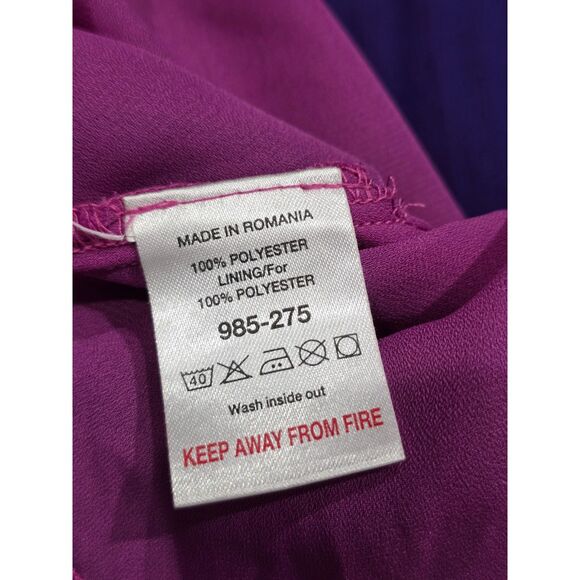 MADE IN ROMANIA
100% POLYESTER
LINING/For
100% POLYESTER
985-275
40
Wash inside out
KEEP AWAY FROM FIRE